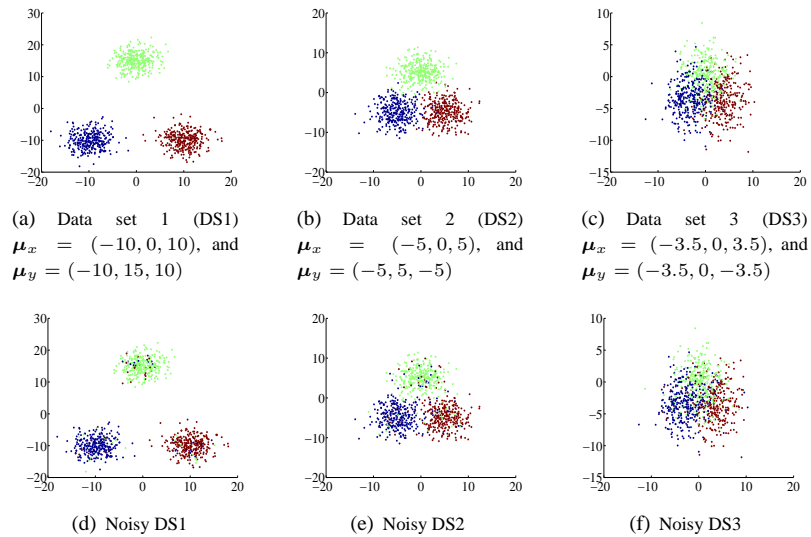 30
20
10
0
−10
−20
−20 −10 0 10 20
20
10
0
−10
−20
−20 −10 0 10 20
10
5
0
−5
−10
−15
−20 −10 0 10 20
(a) Data set 1 (DS1)
μx = (−10, 0, 10), and
μy = (−10, 15, 10)
(b) Data set 2 (DS2)
μx = (−5, 0, 5), and
μy = (−5, 5, −5)
(c) Data set 3 (DS3)
μx = (−3.5, 0, 3.5), and
μy = (−3.5, 0, −3.5)
30
20
10
0
−10
−20
−20 −10 0 10 20
20
10
0
−10
−20
−20 −10 0 10 20
10
5
0
−5
−10
−15
−20 −10 0 10 20
(d) Noisy DS1
(e) Noisy DS2
(f) Noisy DS3